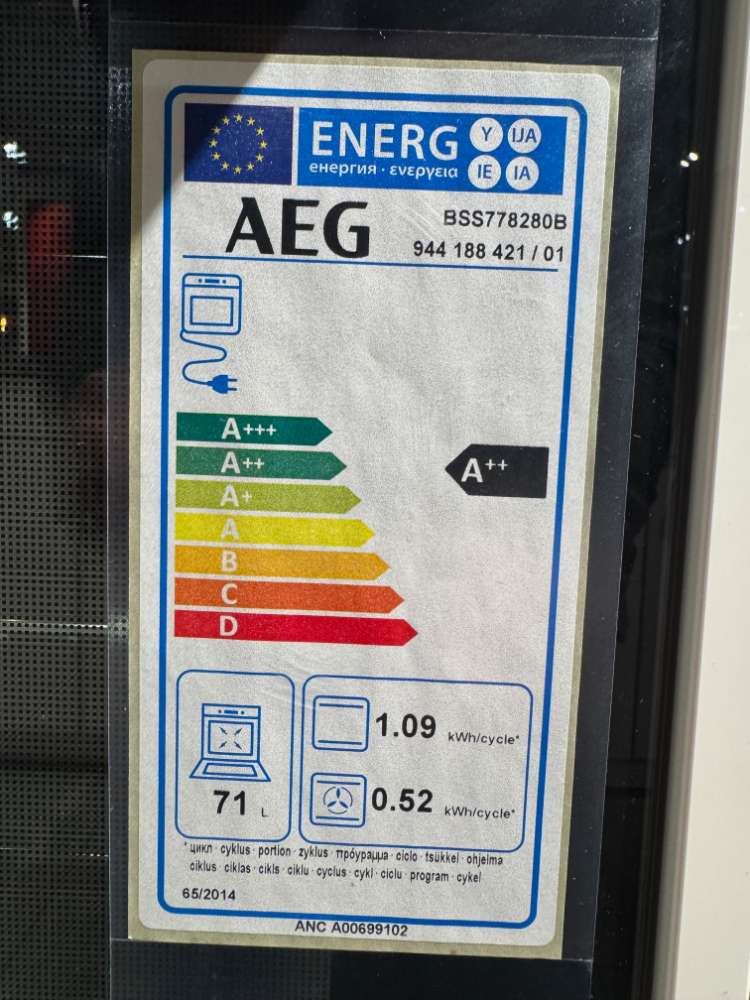 ENERG Y IJA
енергия · ενεργεια IE IA
AEG BSS778280B
944 188 421 / 01
A+++
A++ A++
A+
A
B
C
D
1.09 kWh/cycle*
71 L 0.52 kWh/cycle*
* цикл · cyklus · portion · zyklus · πρόγραμμα · ciclo · tsükkel · ohjelma
ciklus · ciklas · cikls · ciklu · cyclus · cykl · ciclu · program · cykel
65/2014
ANC A00699102